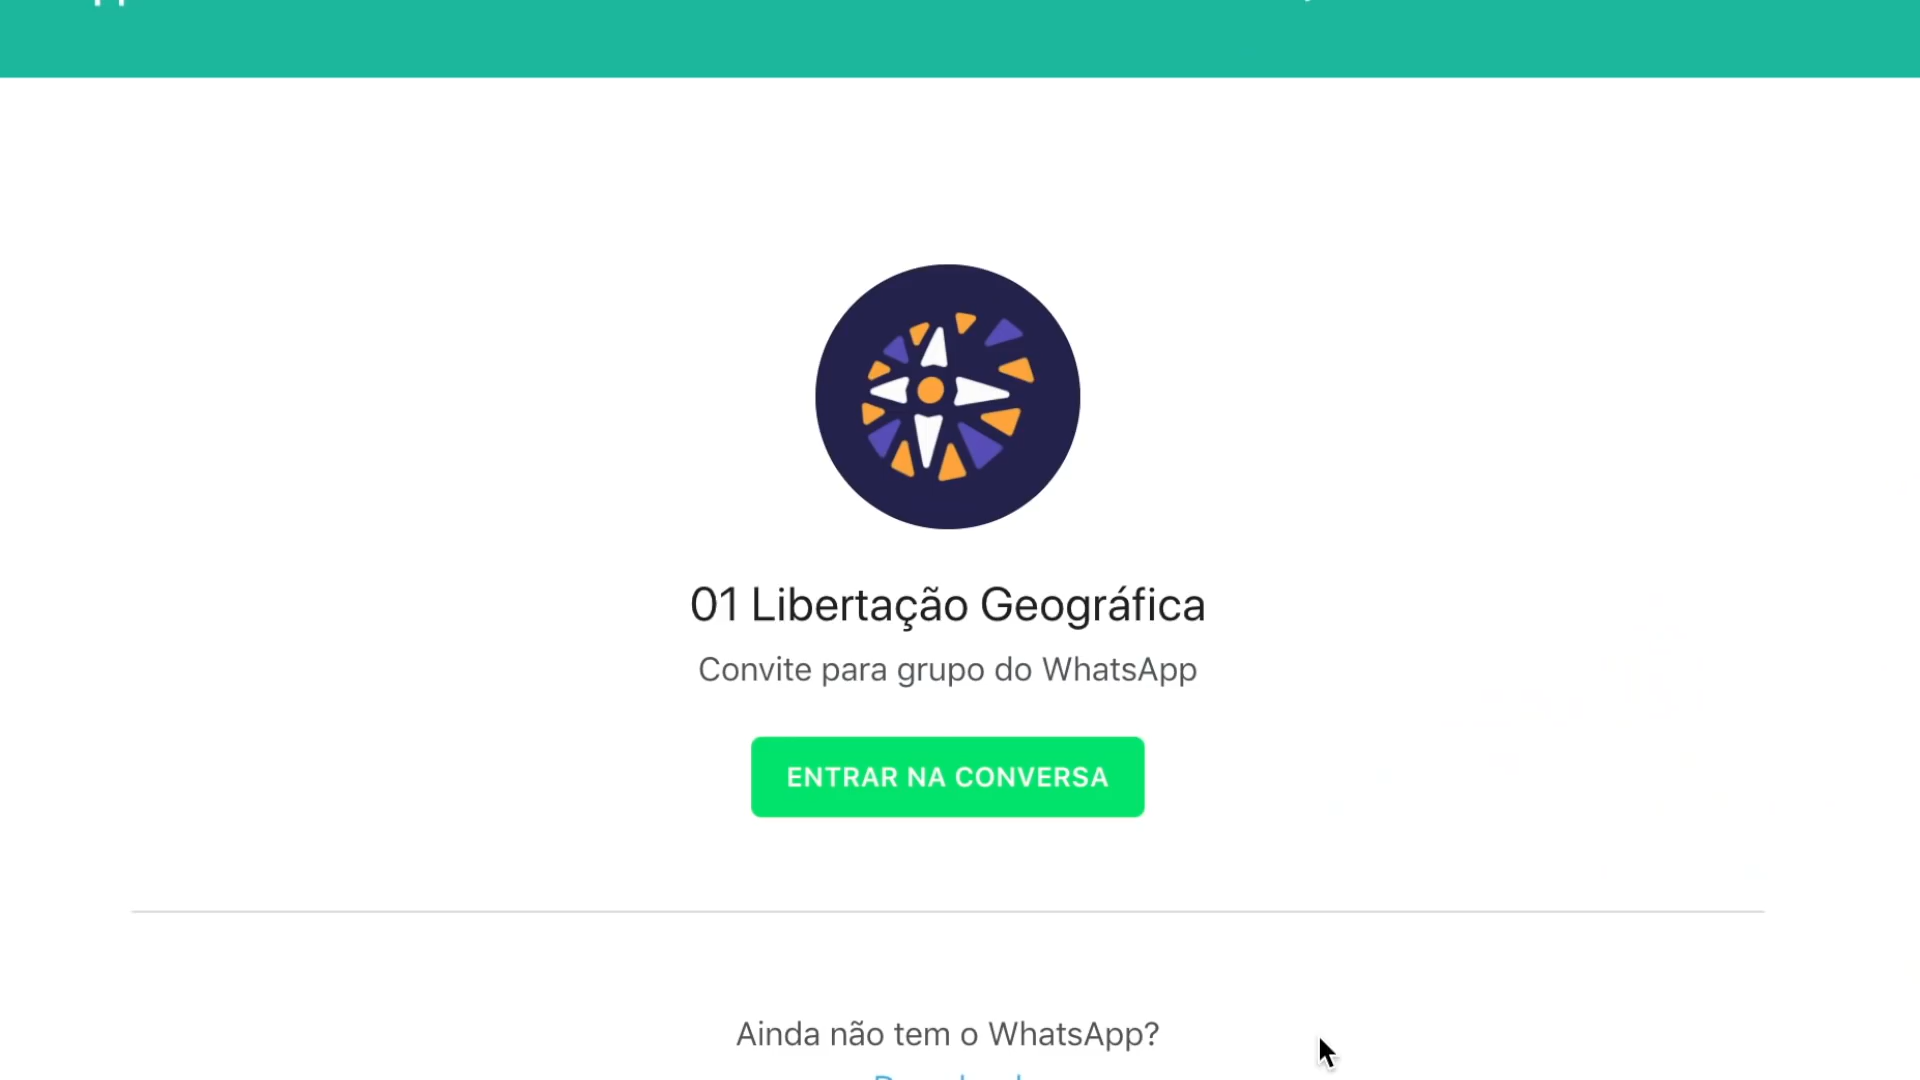 01 Libertação Geográfica
Convite para grupo do WhatsApp
ENTRAR NA CONVERSA
Ainda não tem o WhatsApp?